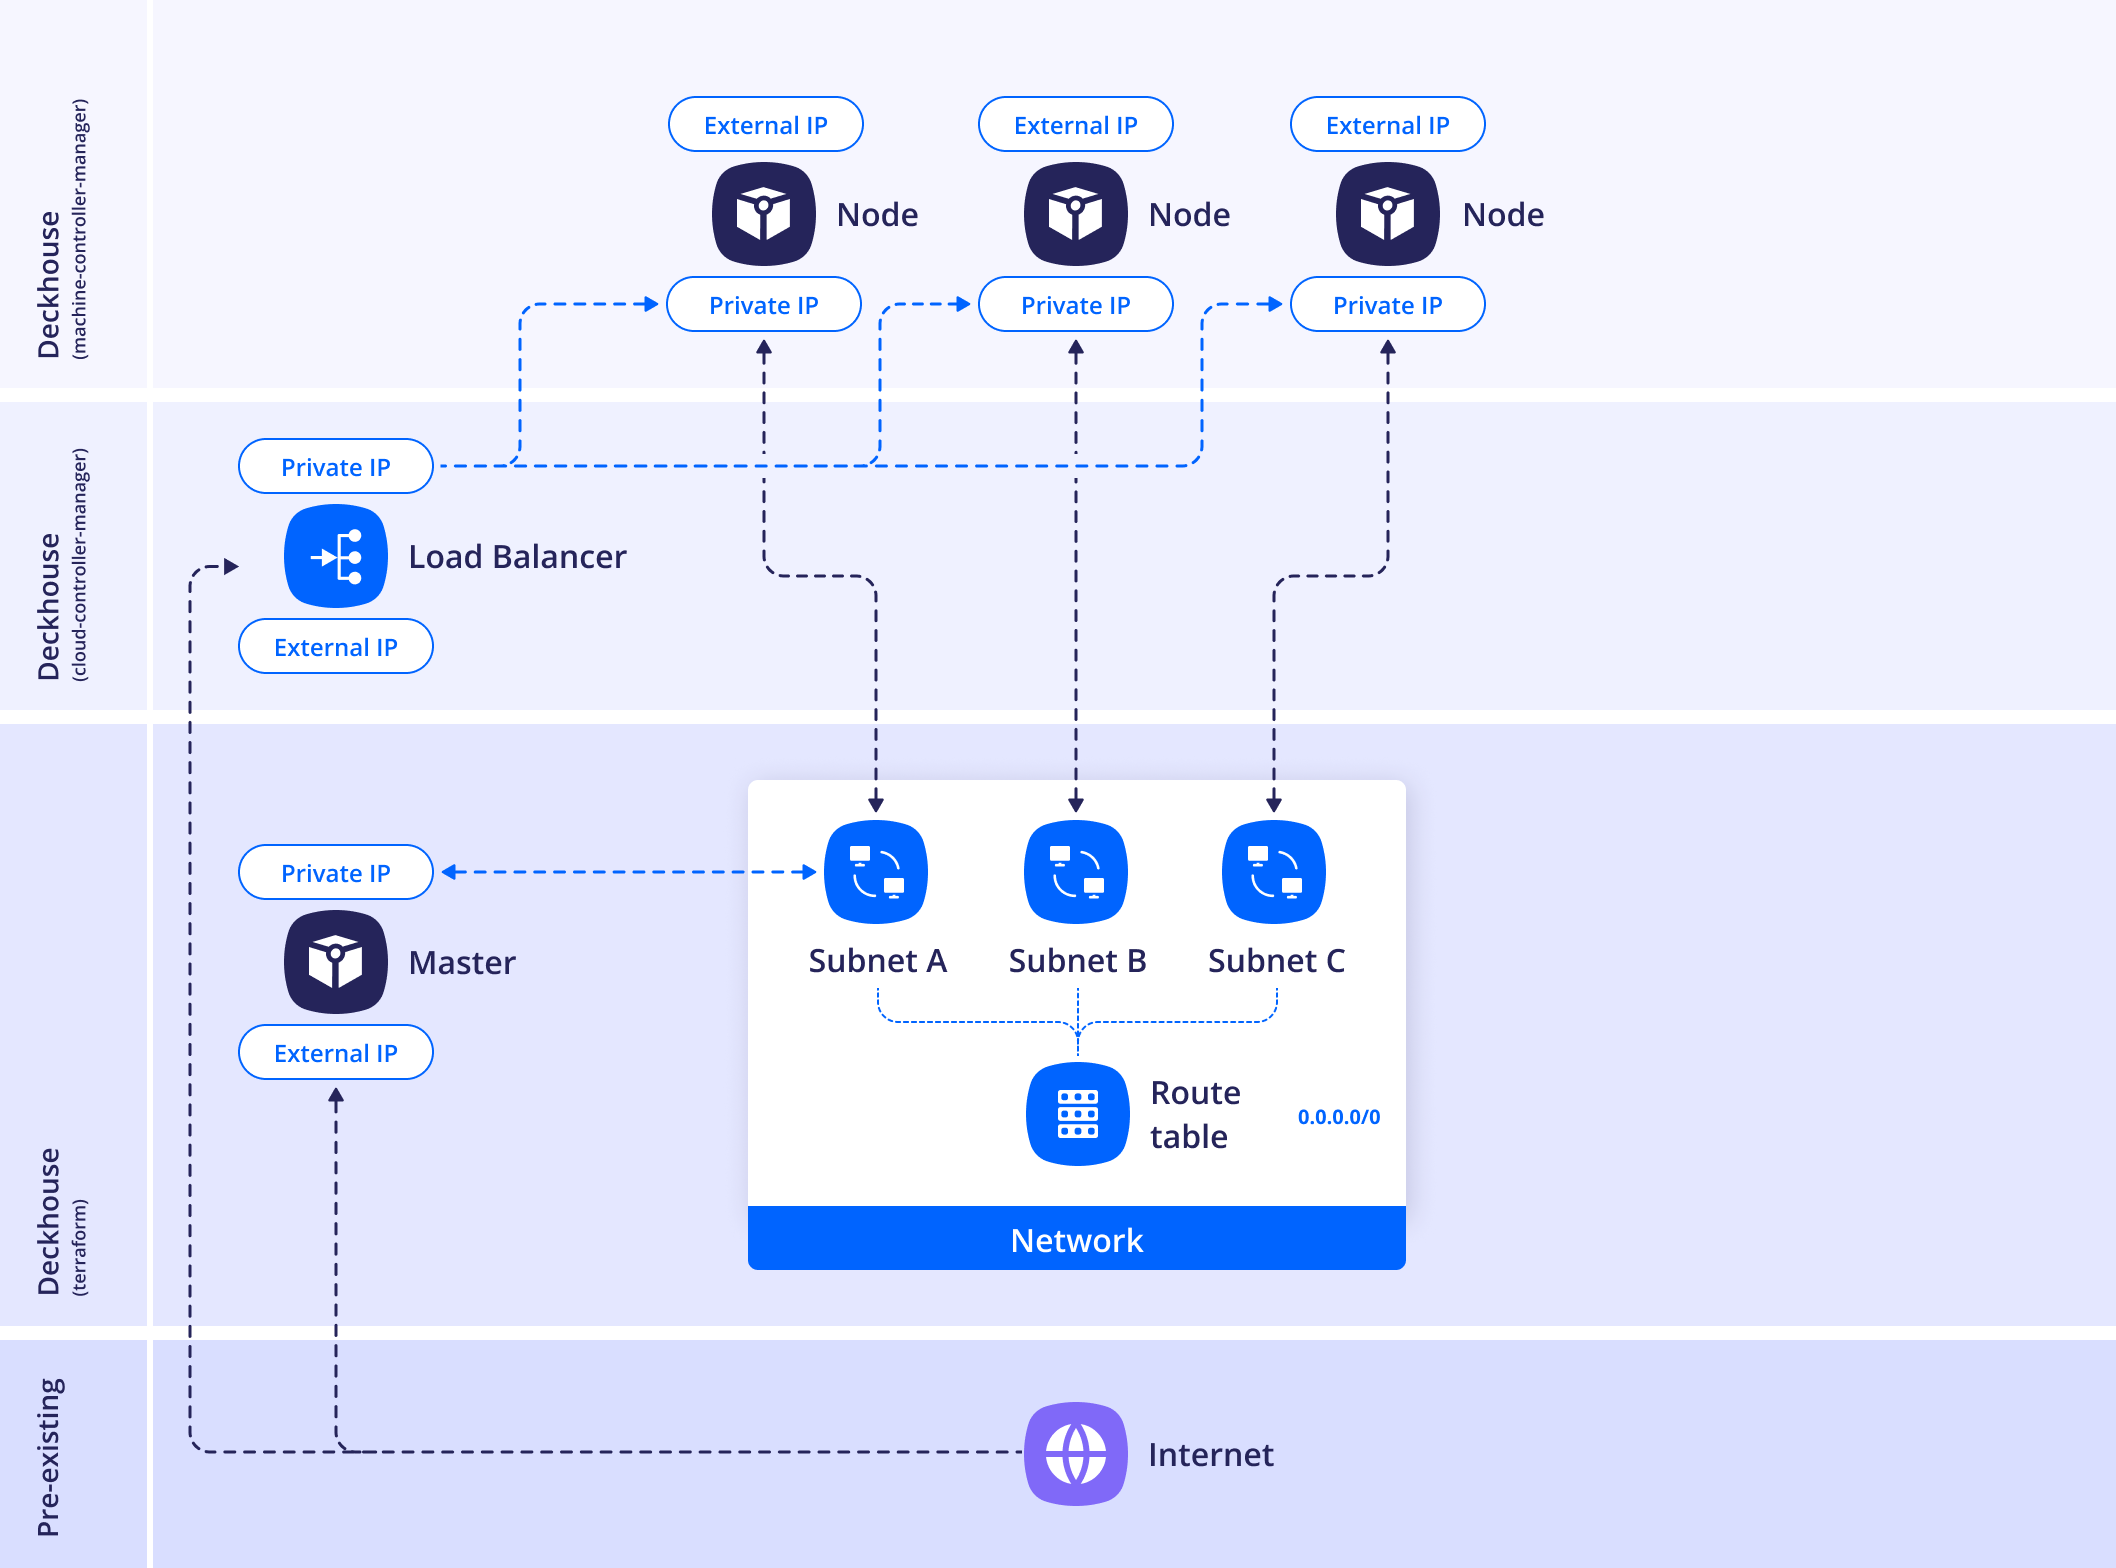 Deckhouse
(machine-controller-manager)
External IP
External IP
External IP
Node
Node
Node
Private IP
Private IP
Private IP
Deckhouse
(cloud-controller-manager)
Private IP
Load Balancer
External IP
Deckhouse
(terraform)
Private IP
Master
External IP
Subnet A
Subnet B
Subnet C
Route
table
0.0.0.0/0
Network
Pre-existing
Internet